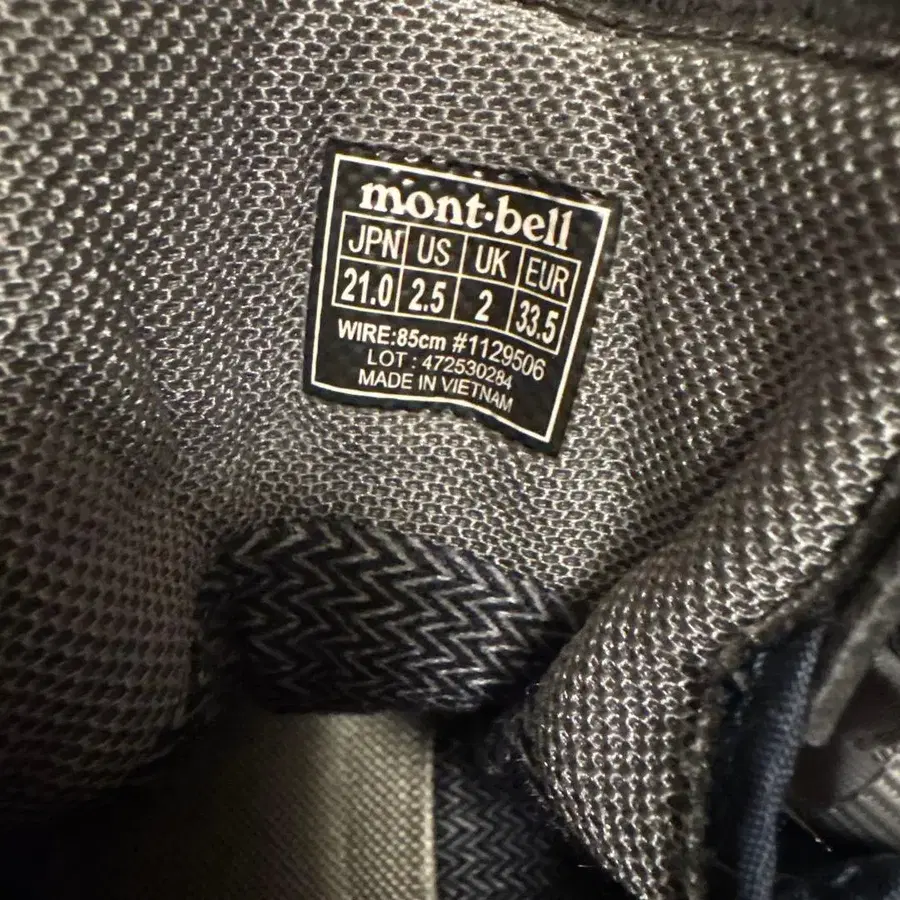 mont·bell
JPN US UK EUR
21.0 2.5 2 33.5
WIRE:85cm #1129506
LOT : 472530284
MADE IN VIETNAM